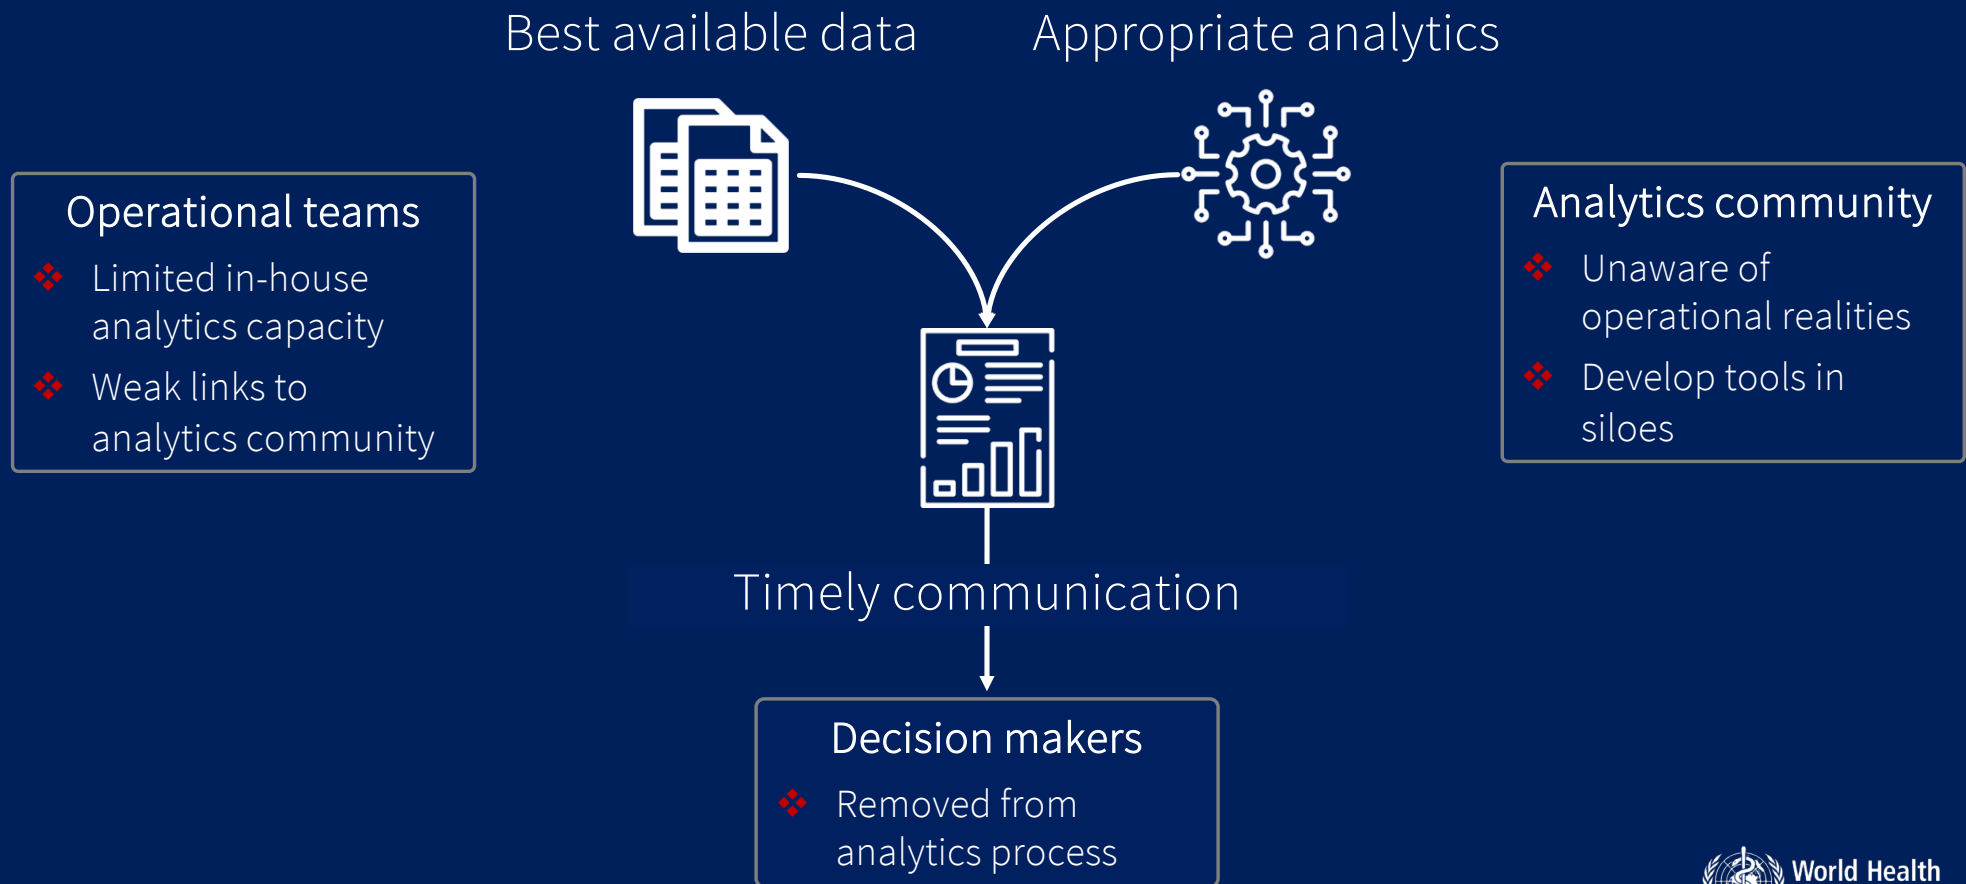 Best available data
Appropriate analytics
Operational teams
Limited in-house
analytics capacity
Weak links to
analytics community
Analytics community
Unaware of
operational realities
Develop tools in
siloes
Timely communication
Decision makers
Removed from
analytics process
World Health